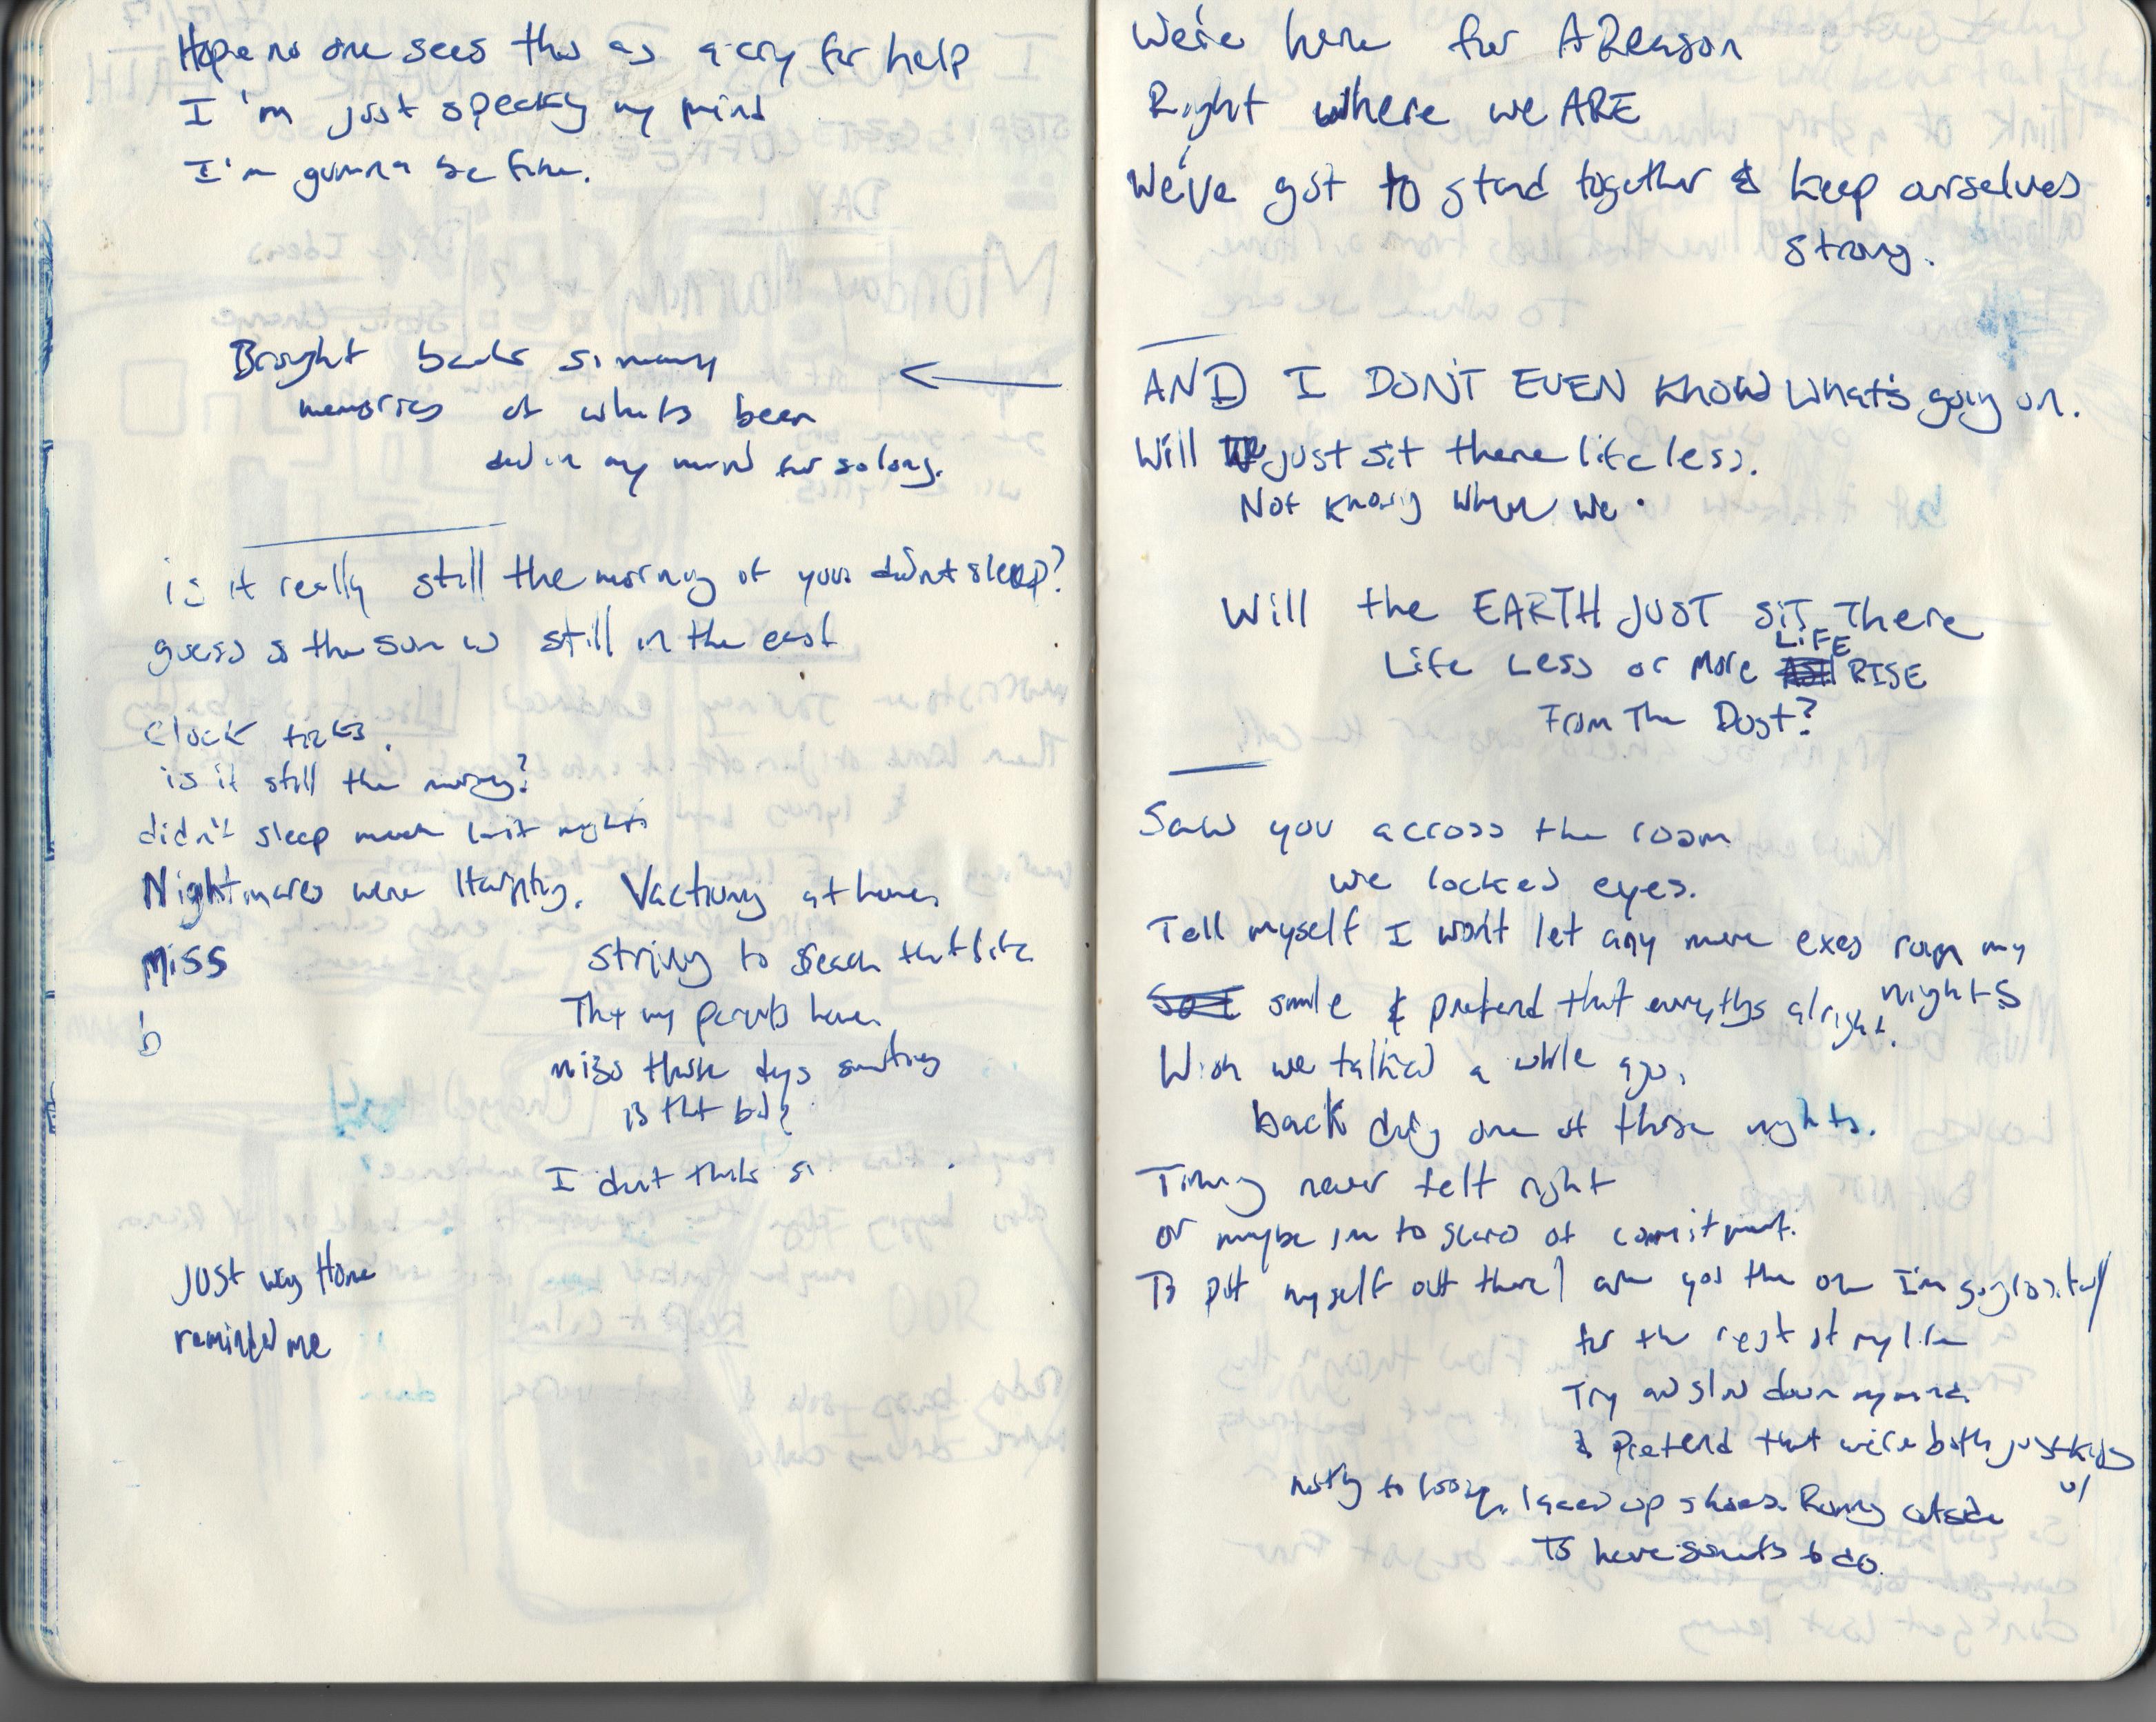 Hope no one sees this as a cry for help
I'm just speaking my mind
I'm gonna be fine.
Brought back so many
memories of what's been
in my mind for so long.
is it really still the morning if you didn't sleep?
guess so the sun is still in the east
Clock ticks.
is it still the morning?
didn't sleep much last night
Nightmares were Haunting. at home.
Miss
striving to reach that life
That my parents have.
miss those days
is that bad?
I don't think so
Just way Home
reminded me
We're here for A Reason
Right where we ARE
We've got to stand together & keep ourselves
strong.
AND I DON'T EVEN KNOW what's going on.
Will we just sit there lifeless.
Not knowing when we.
Will the EARTH JUST SIT There
Life Less or More LIFE RISE
From The Dust?
Saw you across the room
we locked eyes.
Tell myself I won't let any more exes ruin my
nights
smile & pretend that everythings alright.
Wish we talked a while ago,
back during one of those nights.
Timing never felt right
or maybe im to scared of commitment.
To put myself out there are you the one I'm
for the rest of my life
Try and slow down my mind.
& Pretend that we're both just kids
w/
nothing to loose, laced up shoes. Running outside
To have to do.